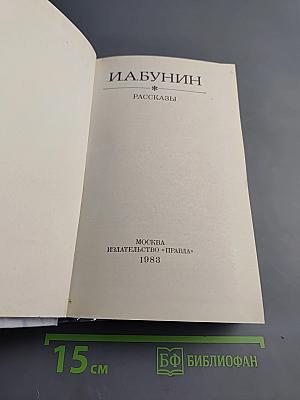 И.А.БУНИН
*
РАССКАЗЫ
МОСКВА
ИЗДАТЕЛЬСТВО «ПРАВДА»
1983
15 см
БФ БИБЛИОФАН